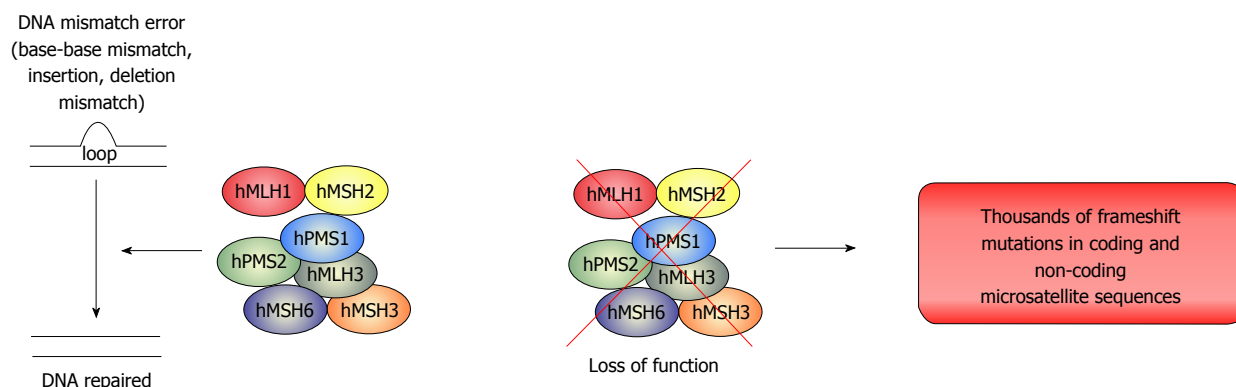 DNA mismatch error
(base-base mismatch,
insertion, deletion
mismatch)
loop
DNA repaired
hMLH1
hMSH2
hPMS1
hPMS2
hMLH3
hMSH6
hMSH3
hMLH1
hMSH2
hPMS1
hPMS2
hMLH3
hMSH6
hMSH3
Loss of function
Thousands of frameshift
mutations in coding and
non-coding
microsatellite sequences